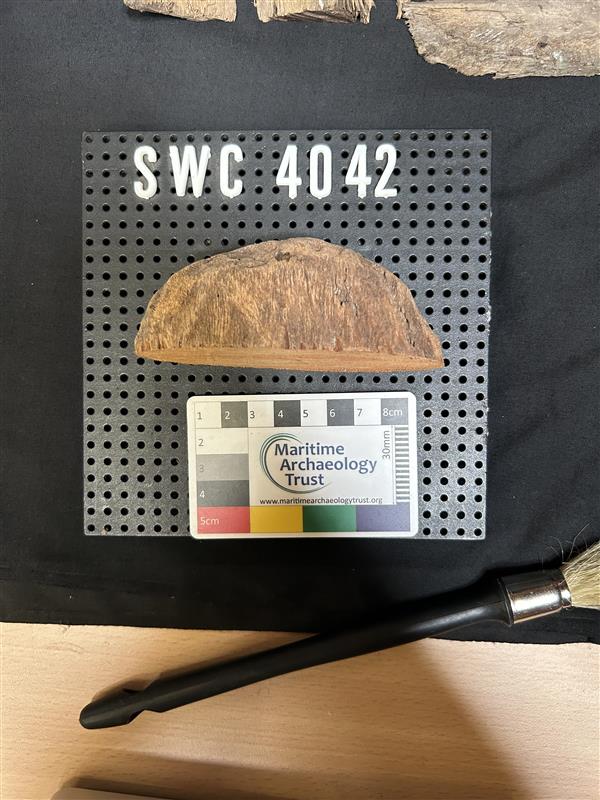 SWC 4042
1 2 3 4 5 6 7 8cm
2
3
4
5cm
30mm
Maritime
Archaeology
Trust
www.maritimearchaeologytrust.org